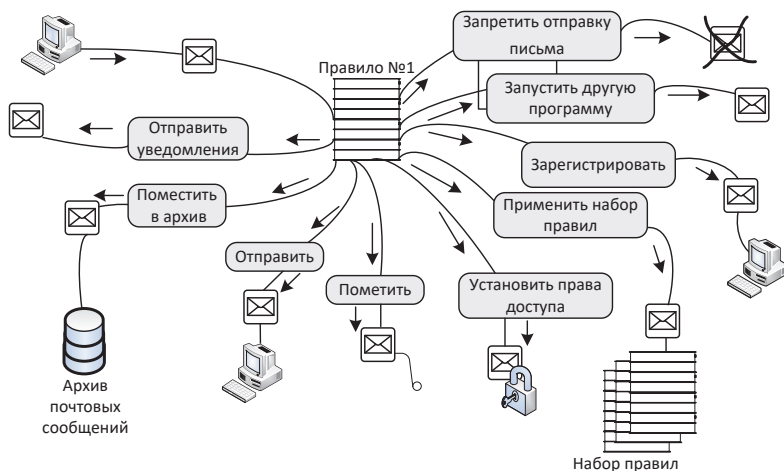 Запретить отправку
письма
Правило №1
Запустить другую
программу
Отправить
уведомления
Зарегистрировать
Поместить
в архив
Применить набор
правил
Отправить
Пометить
Установить права
доступа
Архив
почтовых
сообщений
Набор правил